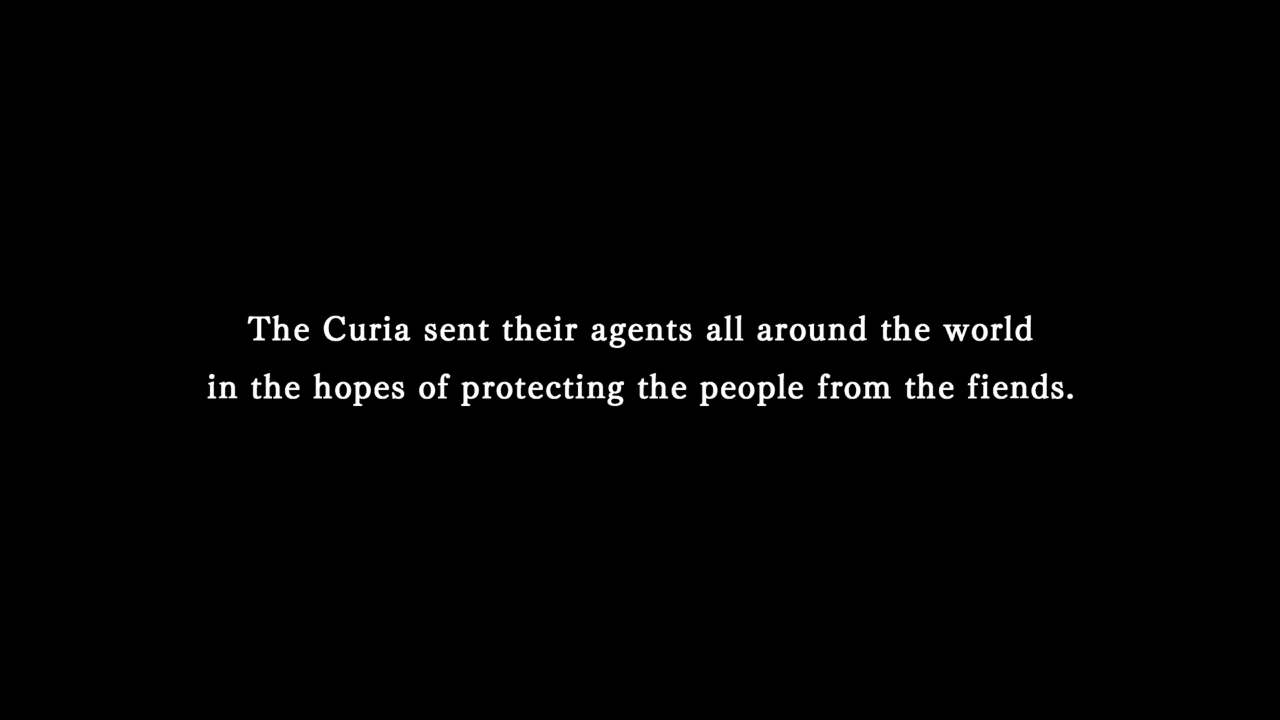 The Curia sent their agents all around the world
in the hopes of protecting the people from the fiends.